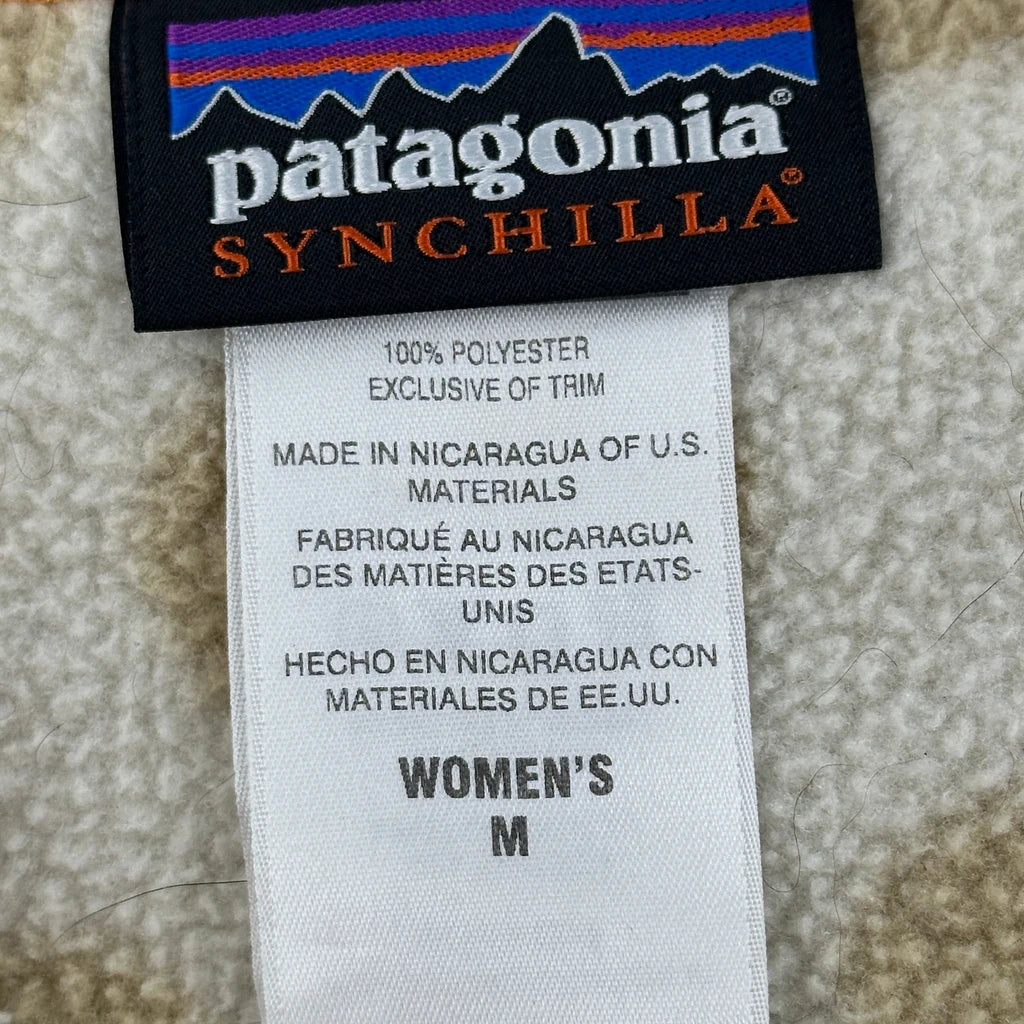 patagonia®
SYNCHILLA®
100% POLYESTER
EXCLUSIVE OF TRIM
MADE IN NICARAGUA OF U.S.
MATERIALS
FABRIQUÉ AU NICARAGUA
DES MATIÈRES DES ETATS-
UNIS
HECHO EN NICARAGUA CON
MATERIALES DE EE.UU.
WOMEN'S
M